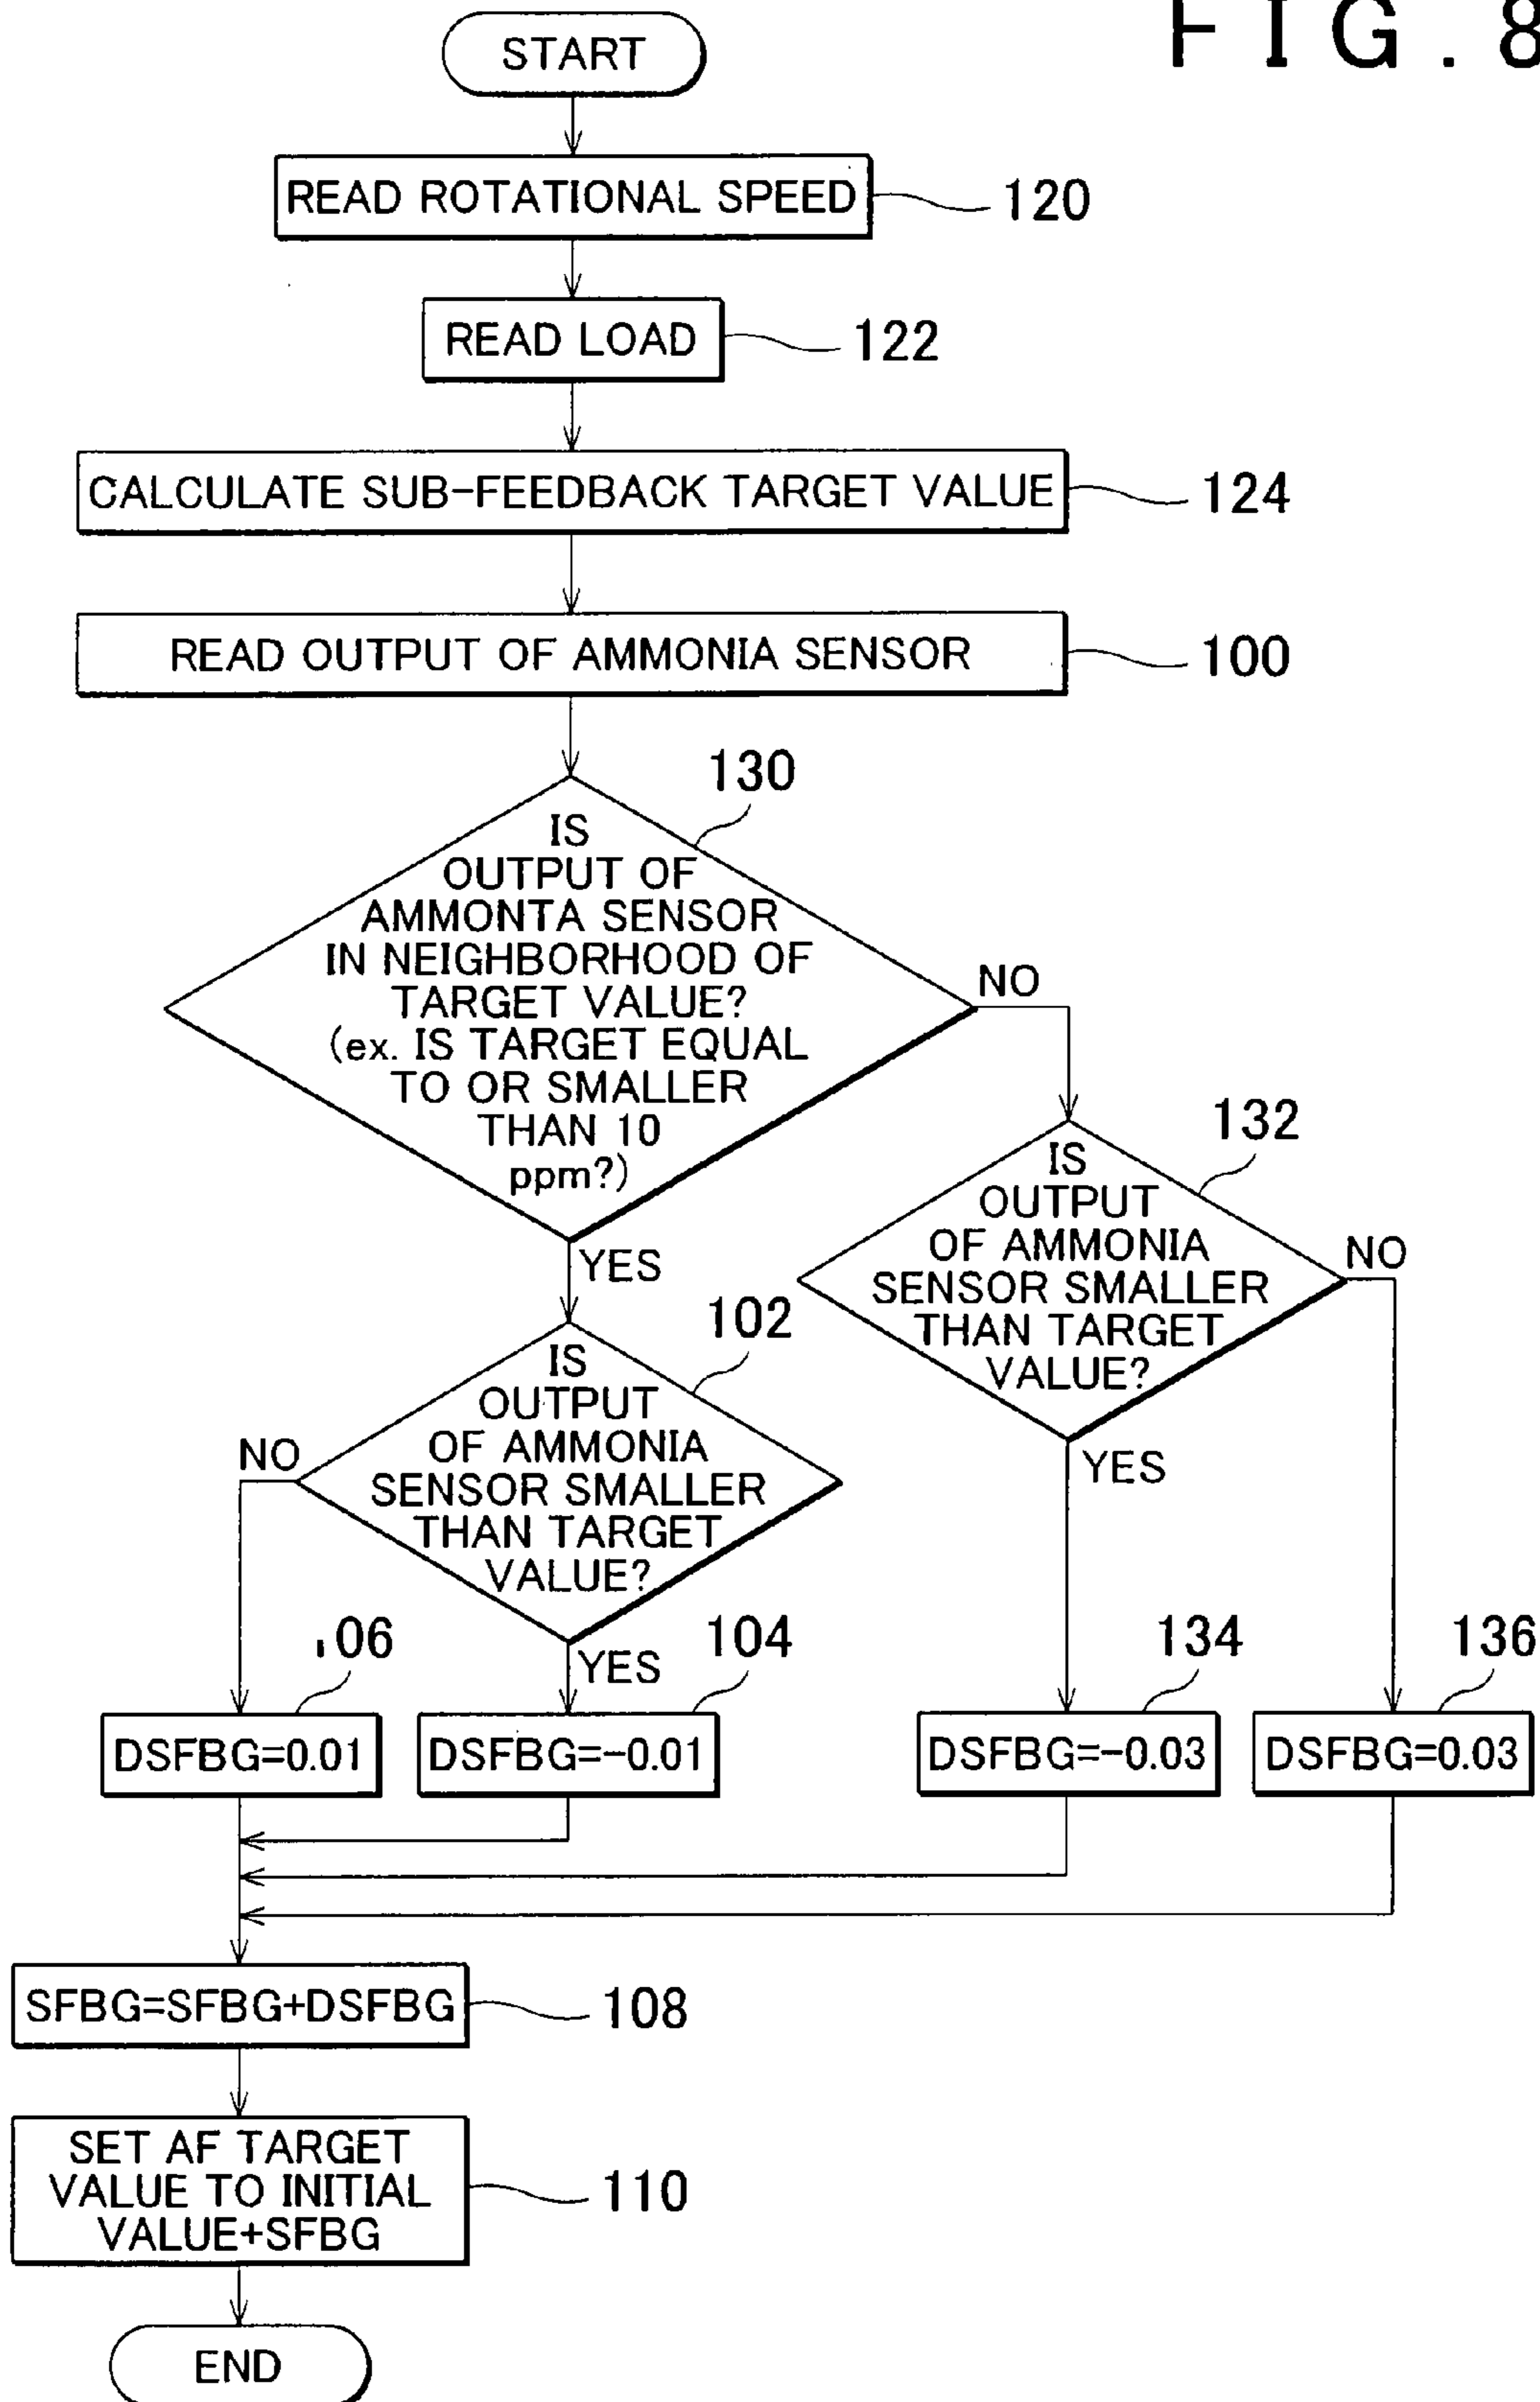 FIG. 8
START
READ ROTATIONAL SPEED
120
READ LOAD
122
CALCULATE SUB-FEEDBACK TARGET VALUE
124
READ OUTPUT OF AMMONIA SENSOR
100
130
IS
OUTPUT OF
AMMONTA SENSOR
IN NEIGHBORHOOD OF
TARGET VALUE?
(ex. IS TARGET EQUAL
TO OR SMALLER
THAN 10
ppm?)
NO
YES
132
IS
OUTPUT
OF AMMONIA
SENSOR SMALLER
THAN TARGET
VALUE?
NO
YES
102
IS
OUTPUT
OF AMMONIA
SENSOR SMALLER
THAN TARGET
VALUE?
NO
YES
106
DSFBG=0.01
104
DSFBG=-0.01
134
DSFBG=-0.03
136
DSFBG=0.03
SFBG=SFBG+DSFBG
108
SET AF TARGET
VALUE TO INITIAL
VALUE+SFBG
110
END